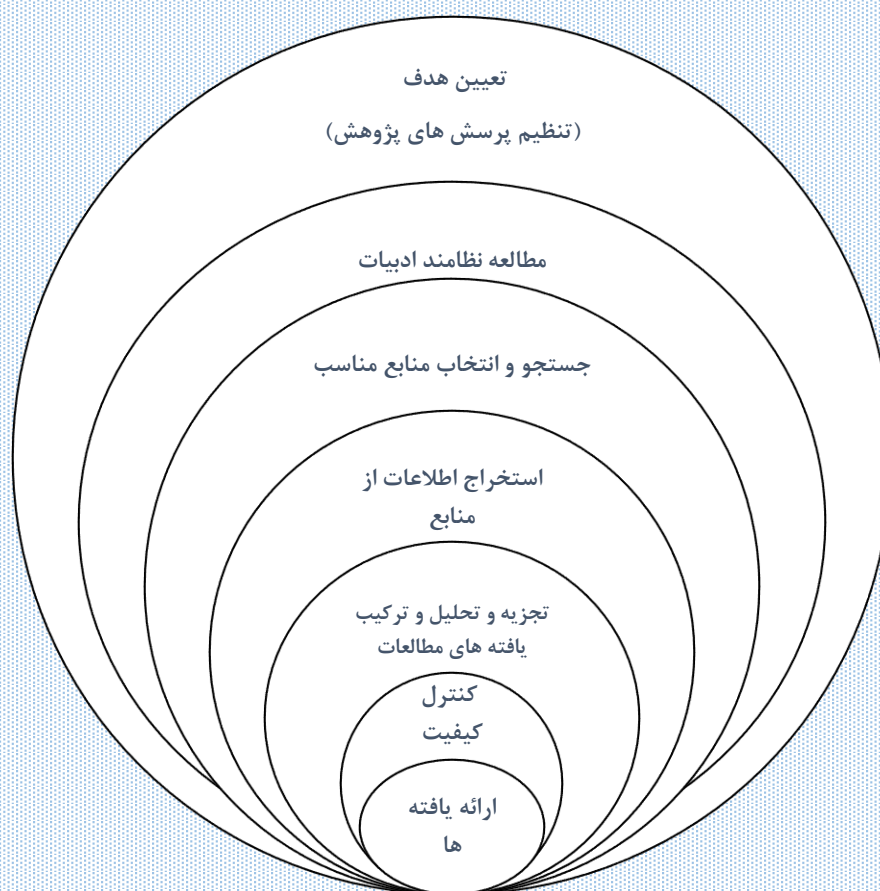 تعیین هدف
(تنظیم پرسش های پژوهش)
مطالعه نظامند ادبیات
جستجو و انتخاب منابع مناسب
استخراج اطلاعات از
منابع
تجزیه و تحلیل و ترکیب
یافته های مطالعات
کنترل
کیفیت
ارائه یافته
ها